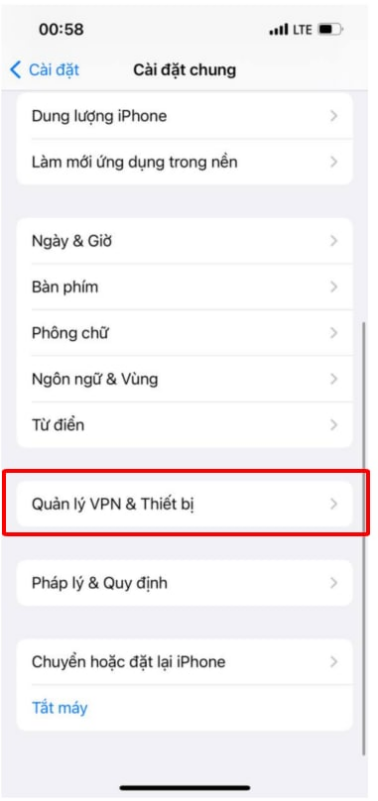 00:58 LTE
Cài đặt Cài đặt chung
Dung lượng iPhone
Làm mới ứng dụng trong nền
Ngày & Giờ
Bàn phím
Phông chữ
Ngôn ngữ & Vùng
Từ điển
Quản lý VPN & Thiết bị
Pháp lý & Quy định
Chuyển hoặc đặt lại iPhone
Tắt máy